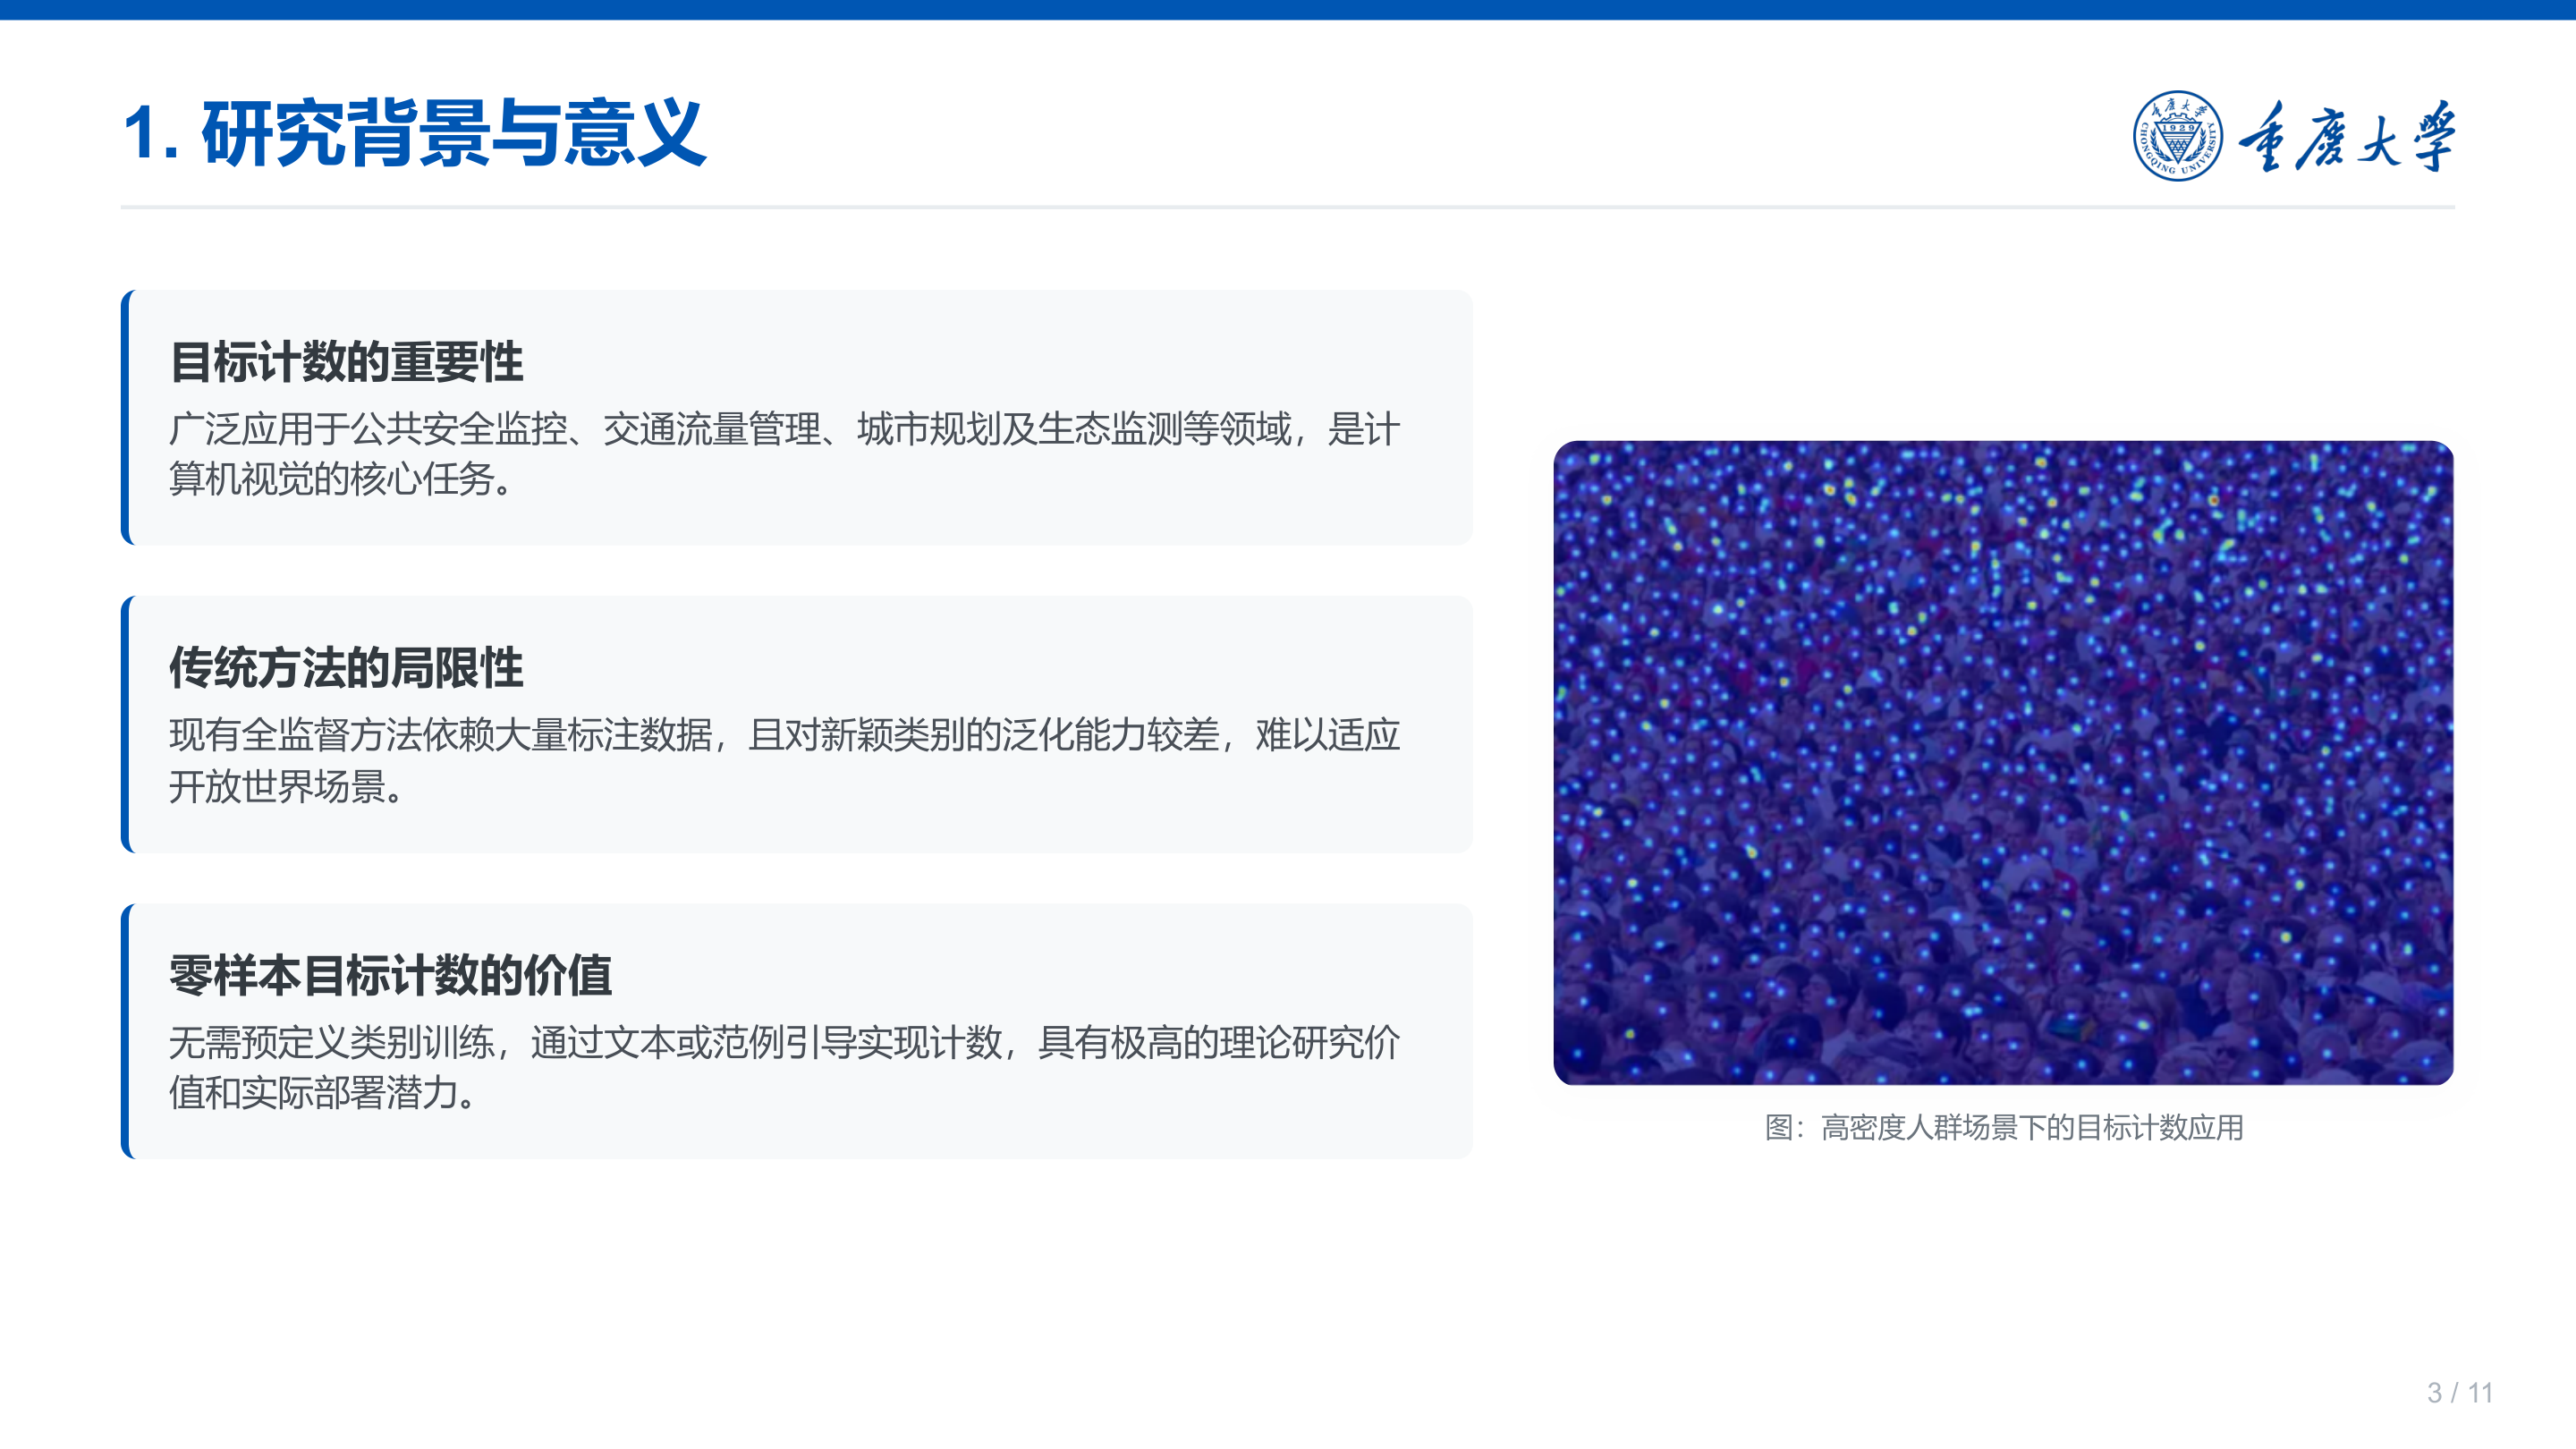 1. 研究背景与意义
重庆大学
1929
CHONGQING UNIVERSITY
重慶大學
目标计数的重要性
广泛应用于公共安全监控、交通流量管理、城市规划及生态监测等领域，是计
算机视觉的核心任务。
传统方法的局限性
现有全监督方法依赖大量标注数据，且对新颖类别的泛化能力较差，难以适应
开放世界场景。
零样本目标计数的价值
无需预定义类别训练，通过文本或范例引导实现计数，具有极高的理论研究价
值和实际部署潜力。
图：高密度人群场景下的目标计数应用
3 / 11